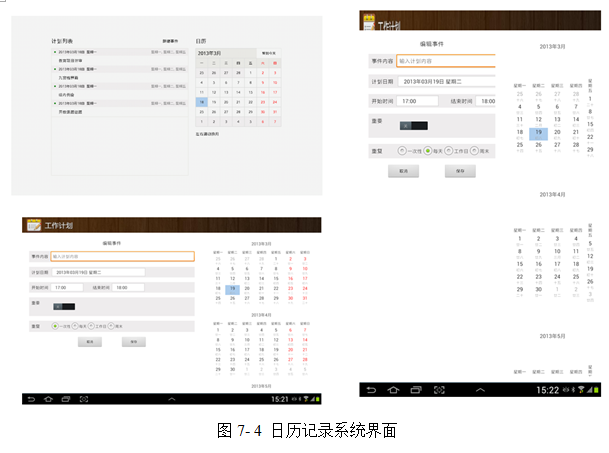 计划列表
新建事件
日历
2013年03月18日 星期一
2013年03月18日 星期一
2013年03月18日 星期一
2013年03月18日 星期一
2013年3月
一 二 三 四 五 六 日
25 26 27 28 1 2 3
4 5 6 7 8 9 10
11 12 13 14 15 16 17
18 19 20 21 22 23 24
25 26 27 28 29 30 31
1 2 3 4 5 6 7
工作计划
编辑事件
事件内容 输入计划内容
计划日期 2013年03月19日 星期二
开始时间 17:00 结束时间 18:00
重要
重复 一次性 每天 工作日 周末
取消 保存
2013年3月
星期一 星期二 星期三 星期四 星期五
25 26 27 28 1
4 5 6 7 8
11 12 13 14 15
18 19 20 21 22
25 26 27 28 29
2013年4月
星期一 星期二 星期三 星期四 星期五
1 2 3 4 5
8 9 10 11 12
15 16 17 18 19
22 23 24 25 26
29 30 1 2 3
2013年5月
星期一 星期二 星期三 星期四
15:22
工作计划
编辑事件
事件内容 输入计划内容
计划日期 2013年03月19日 星期二
开始时间 17:00 结束时间 18:00
重要
重复 一次性 每天 工作日 周末
取消 保存
2013年3月
星期一 星期二 星期三 星期四 星期五 星期六 星期日
25 26 27 28 1 2 3
4 5 6 7 8 9 10
11 12 13 14 15 16 17
18 19 20 21 22 23 24
25 26 27 28 29 30 31
2013年4月
星期一 星期二 星期三 星期四 星期五 星期六 星期日
1 2 3 4 5 6 7
8 9 10 11 12 13 14
15 16 17 18 19 20 21
22 23 24 25 26 27 28
29 30 1 2 3 4 5
2013年5月
15:21
图 7- 4 日历记录系统界面